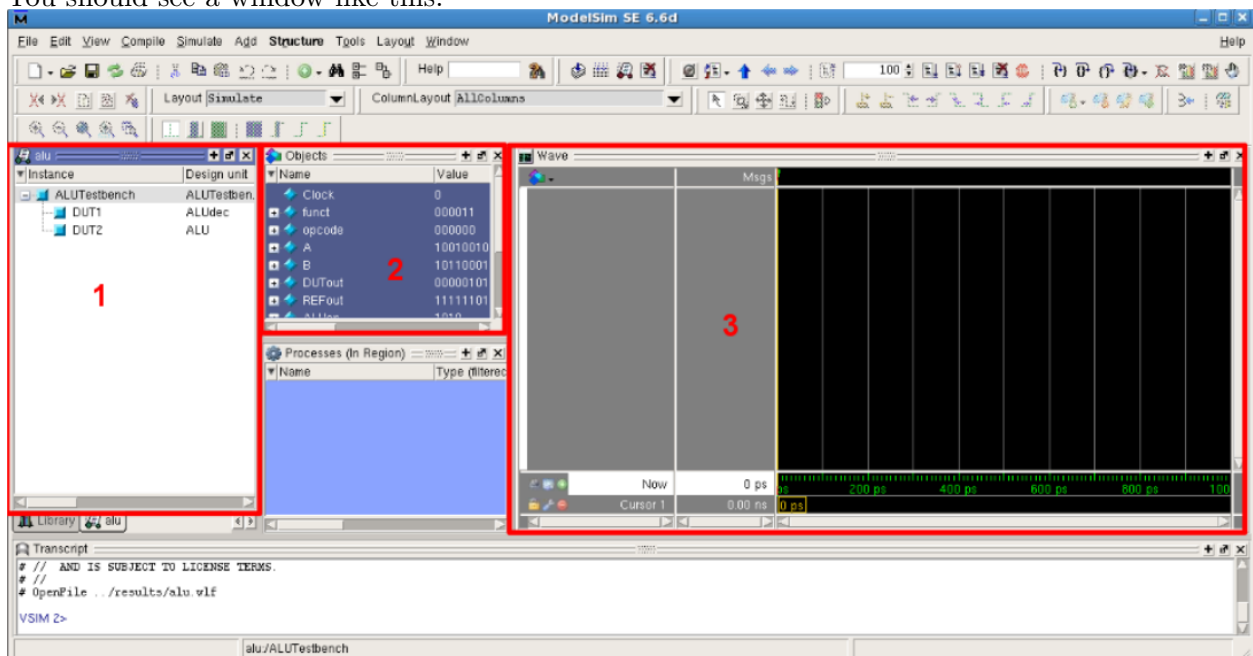 You should see a window like this:
ModelSim SE 6.6d
File Edit View Compile Simulate Add Structure Tools Layout Window Help
Help 100
Layout Simulate ColumnLayout AllColumns
alu
Instance Design unit
ALUTestbench ALUTestben
DUT1 ALUdec
DUT2 ALU
1
Library alu
Objects
Name Value
Clock 0
funct 000011
opcode 000000
A 10010010
B 10110001
DUTout 00000101
REFout 11111101
1010
2
Processes (In Region)
Name Type (filtered
Wave
Msgs
3
Now 0 ps
200 ps 400 ps 600 ps 800 ps 100
Cursor 1 0.00 ns 0 ps
Transcript
# // AND IS SUBJECT TO LICENSE TERMS.
# //
# OpenFile ../results/alu.wlf
VSIM 2>
alu:/ALUTestbench